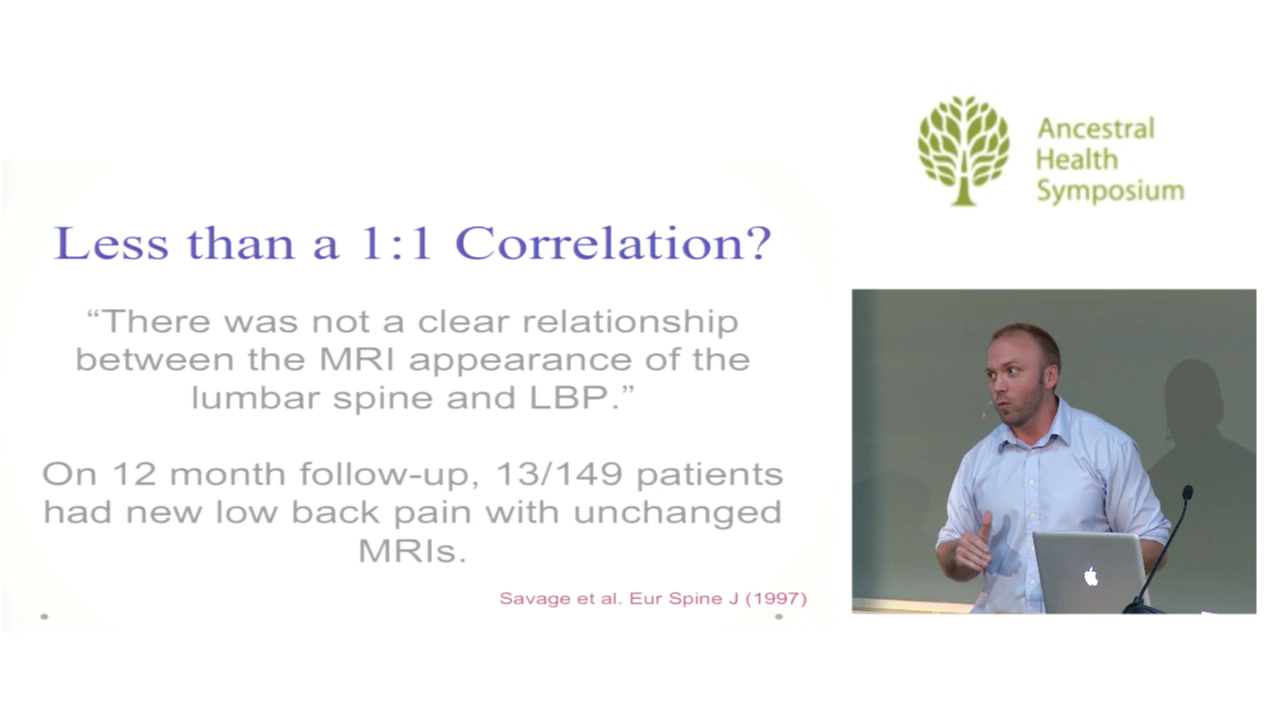 Less than a 1:1 Correlation?
“There was not a clear relationship
between the MRI appearance of the
lumbar spine and LBP.”
On 12 month follow-up, 13/149 patients
had new low back pain with unchanged
MRIs.
Savage et al. Eur Spine J (1997)
Ancestral
Health
Symposium